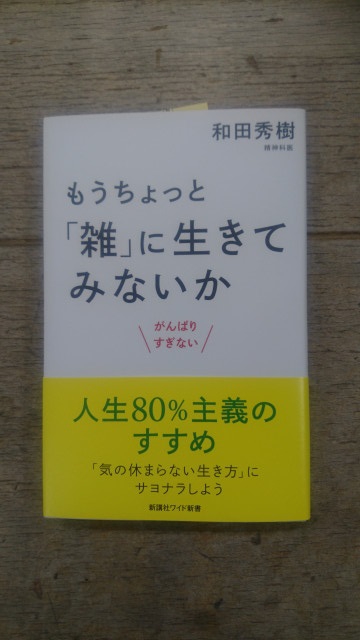 和田秀樹
精神科医
もうちょっと
「雑」に生きて
みないか
がんばり
すぎない
人生80%主義の
すすめ
「気の休まらない生き方」に
サヨナラしよう
新講社ワイド新書